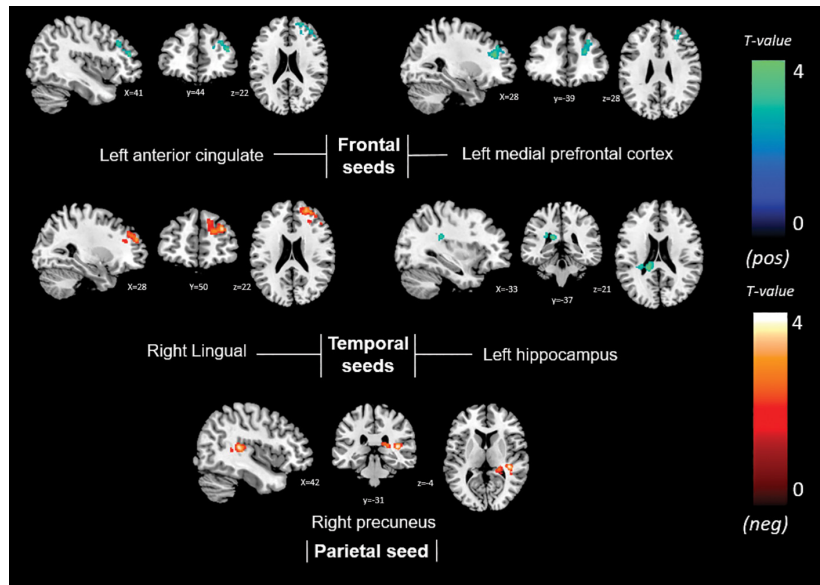 X=41
y=44
z=22
X=28
y=-39
z=28
Left anterior cingulate
Frontal
seeds
Left medial prefrontal cortex
X=28
Y=50
z=22
X=-33
y=-37
z=21
Right Lingual
Temporal
seeds
Left hippocampus
X=42
y=-31
z=-4
Right precuneus
Parietal seed
T-value
4
0
(pos)
T-value
4
0
(neg)